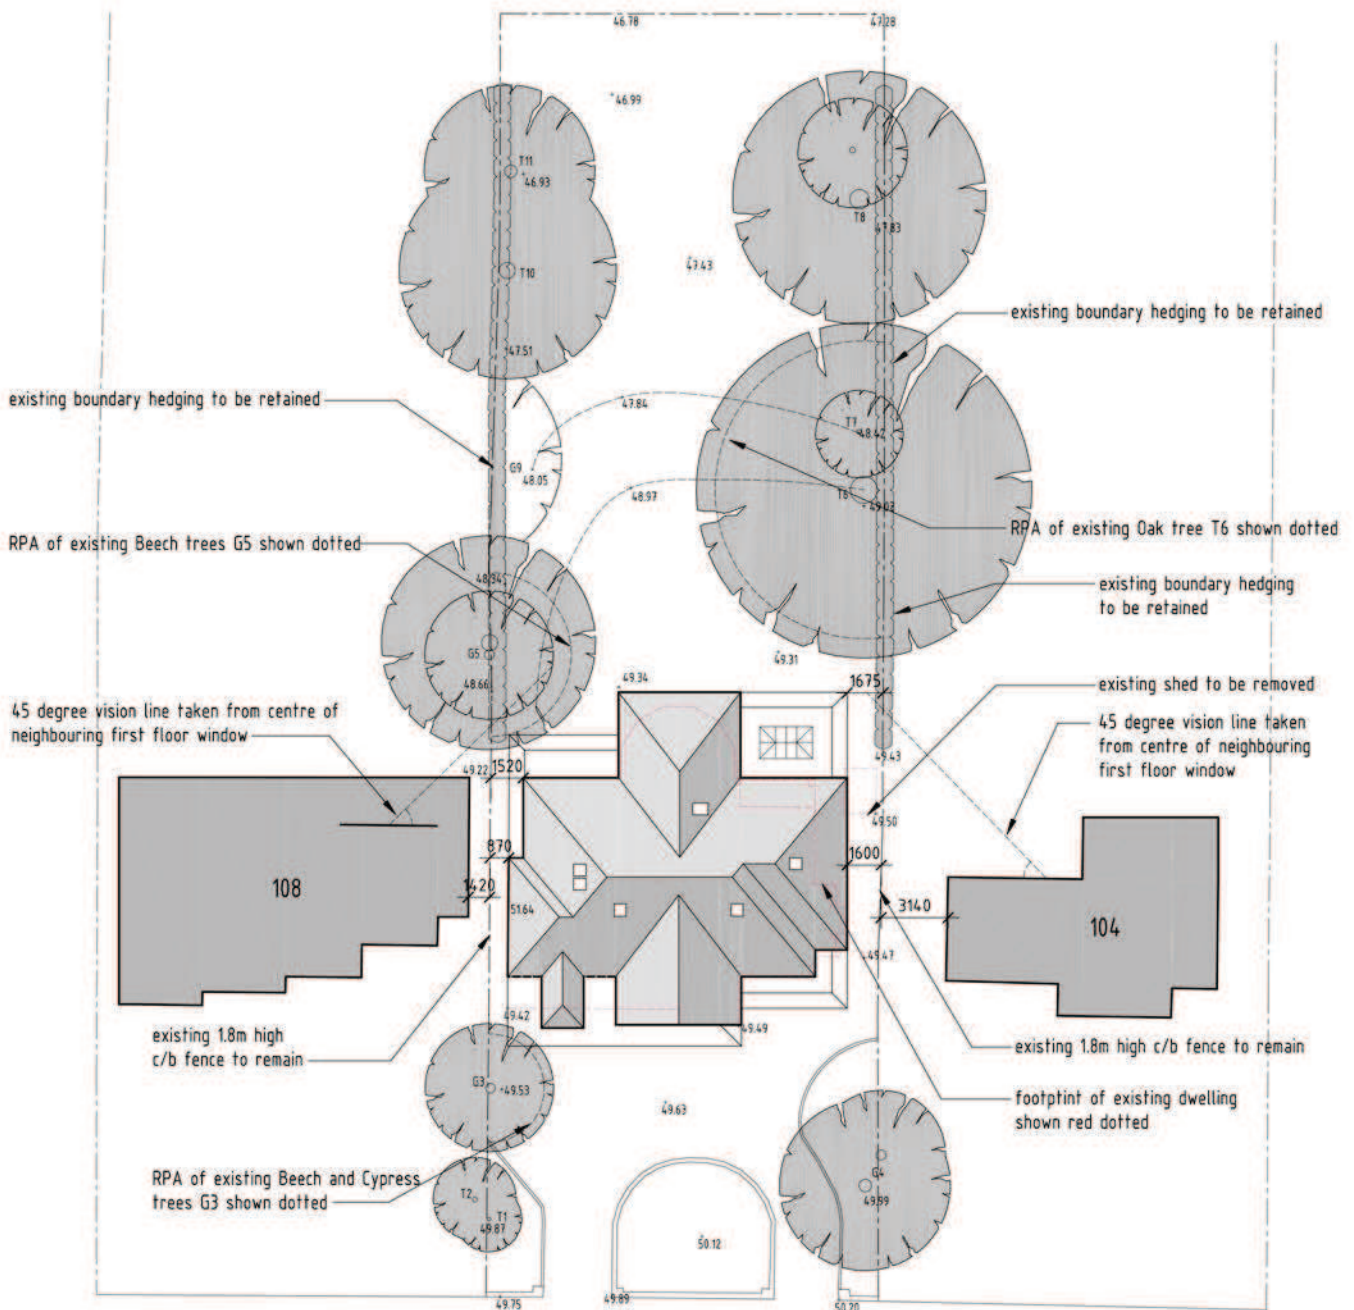 46.78
47.28
46.99
T11
46.93
T8
47.83
T10
47.43
existing boundary hedging to be retained
47.51
existing boundary hedging to be retained
47.84
T7
48.42
G9
48.05
48.97
T6
49.02
RPA of existing Oak tree T6 shown dotted
RPA of existing Beech trees G5 shown dotted
48.34
existing boundary hedging
to be retained
G5
49.31
48.66
49.34
1675
existing shed to be removed
45 degree vision line taken from centre of
neighbouring first floor window
45 degree vision line taken
from centre of neighbouring
first floor window
49.43
49.22
1520
49.50
870
1600
108
1420
51.64
3140
104
49.47
49.42
49.49
existing 1.8m high
c/b fence to remain
existing 1.8m high c/b fence to remain
G3
49.53
49.63
footptint of existing dwelling
shown red dotted
RPA of existing Beech and Cypress
trees G3 shown dotted
G4
49.99
T2
T1
49.87
50.12
49.75
49.89
50.20